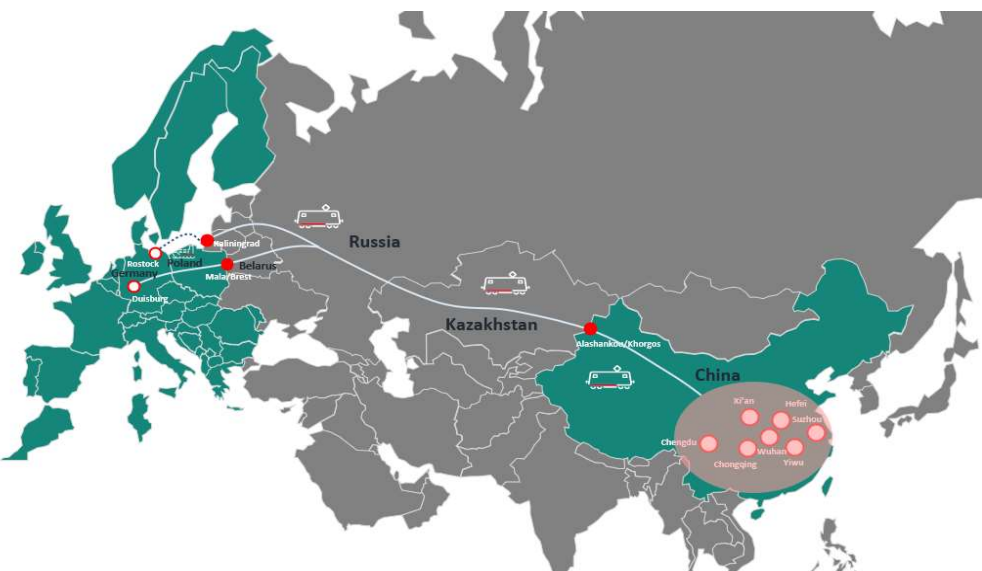 Russia
Kaliningrad
Rostock
Poland
Belarus
Germany
Mala/Brest
Duisburg
Kazakhstan
Alashankou/Khorgos
China
Xi'an
Hefei
Suzhou
Chengdu
Wuhan
Chongqing
Yiwu